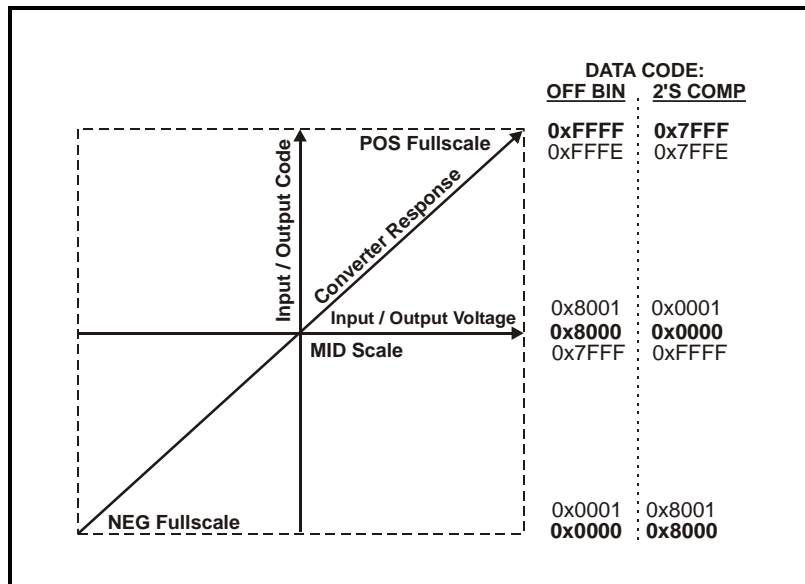 DATA CODE:
OFF BIN 2'S COMP
0xFFFF 0x7FFF
0xFFFE 0x7FFE
POS Fullscale
Input / Output Code
Converter Response
Input / Output Voltage
0x8001 0x0001
0x8000 0x0000
0x7FFF 0xFFFF
MID Scale
0x0001 0x8001
0x0000 0x8000
NEG Fullscale